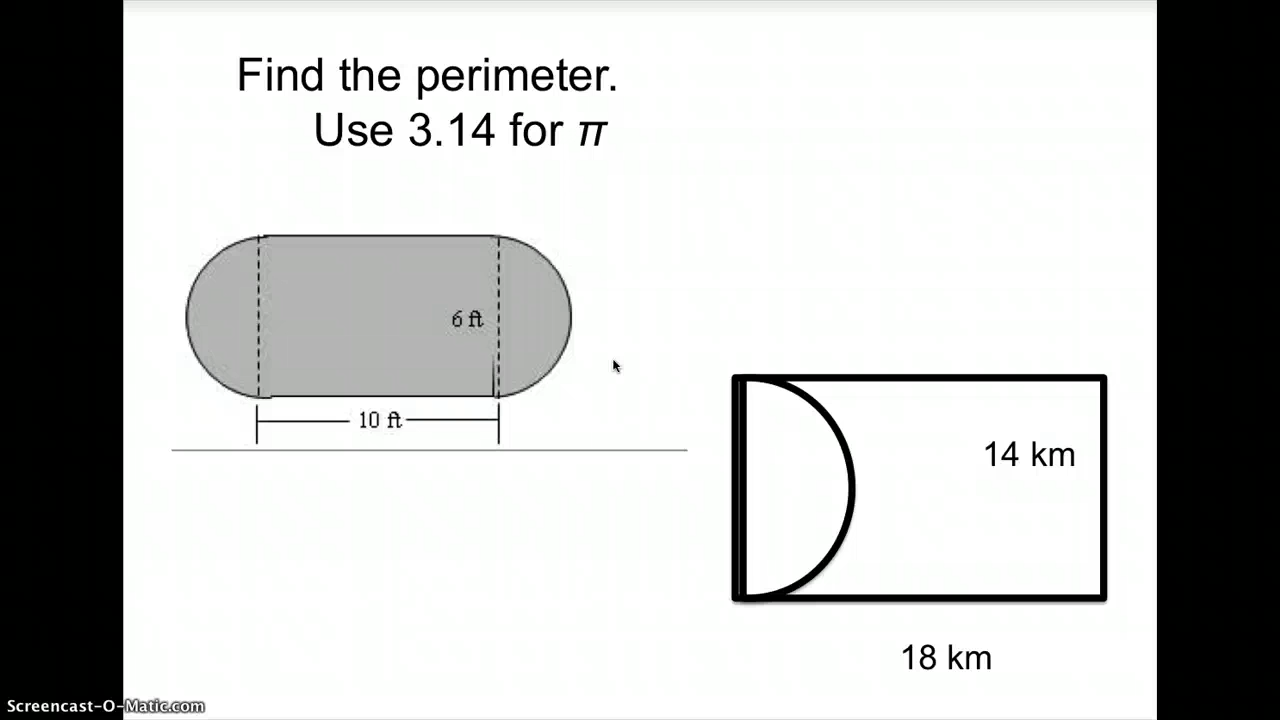 Find the perimeter.
Use 3.14 for π
6 ft
10 ft
14 km
18 km
Screencast-O-Matic.com